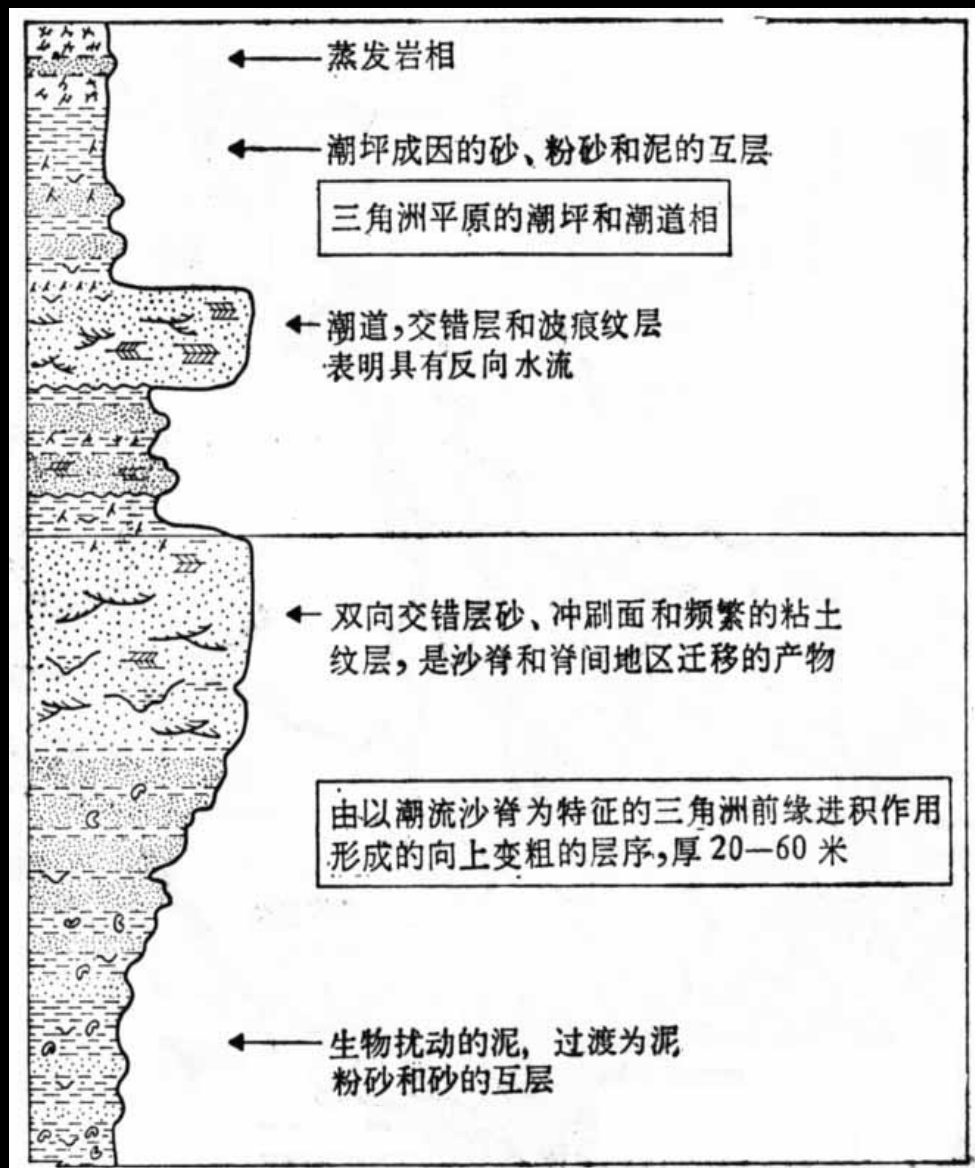 蒸发岩相
潮坪成因的砂、粉砂和泥的互层
三角洲平原的潮坪和潮道相
潮道,交错层和波痕纹层
表明具有反向水流
双向交错层砂、冲刷面和频繁的粘土
纹层,是沙脊和脊间地区迁移的产物
由以潮流沙脊为特征的三角洲前缘进积作用
形成的向上变粗的层序,厚 20—60 米
生物扰动的泥, 过渡为泥
粉砂和砂的互层